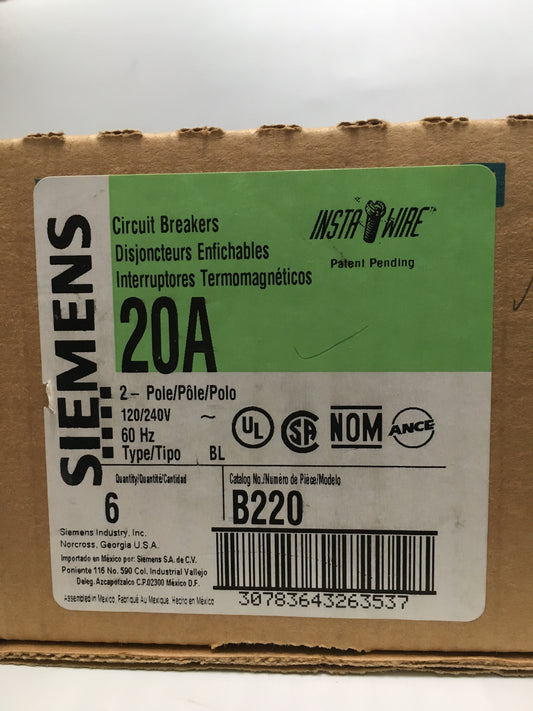 SIEMENS
Circuit Breakers
Disjoncteurs Enfichables
Interruptores Termomagnéticos
INSTA WIRE™
Patent Pending
20A
2- Pole/Pôle/Polo
120/240V ~
60 Hz
Type/Tipo BL
UL
SA
NOM
ANCE
Quantity/Quantité/Cantidad
6
Catalog No./Numéro de Pièce/Modelo
B220
Siemens Industry, Inc.
Norcross, Georgia U.S.A.
Importado en México por: Siemens S.A. de C.V.
Poniente 116 No. 590 Col. Industrial Vallejo
Deleg. Azcapotzalco C.P.02300 México D.F.
Assembled in Mexico, Fabriqué Au Mexique, Hecho en México
30783643263537